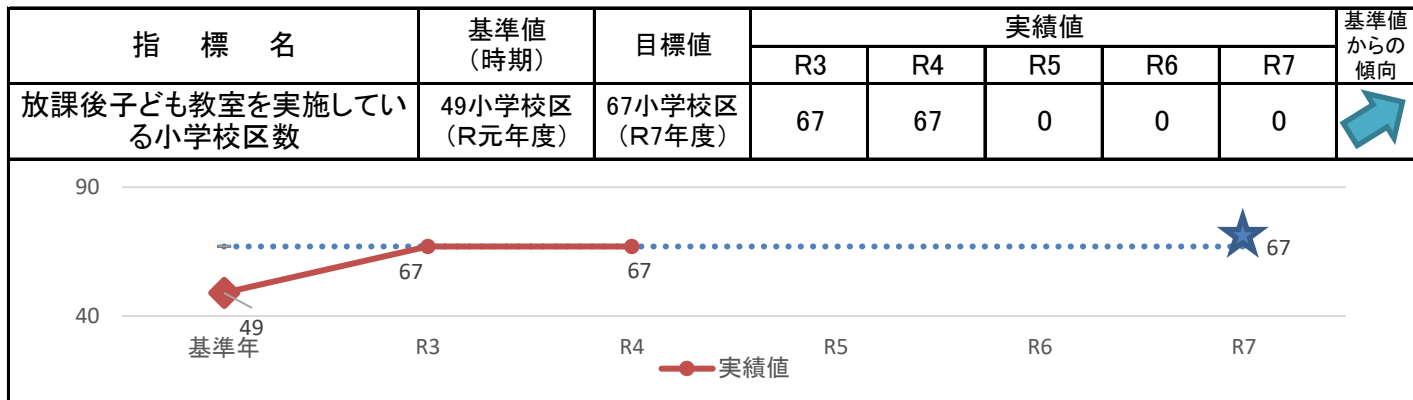 指 標 名
基準値
（時期）
目標値
実績値
基準値
からの
傾向
R3 R4 R5 R6 R7
放課後子ども教室を実施してい
る小学校区数
49小学校区
（R元年度）
67小学校区
（R7年度）
67 67 0 0 0
90
67 67 67
49
40
基準年 R3 R4 R5 R6 R7
実績値